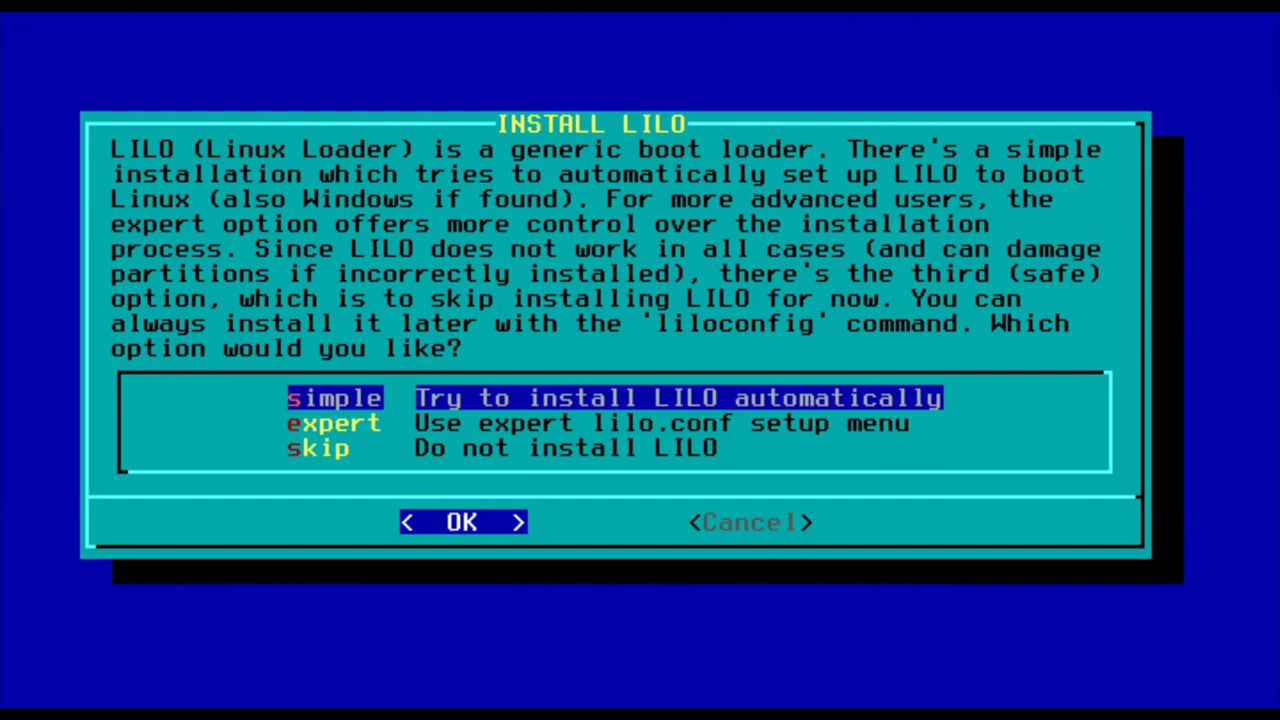 INSTALL LILO
LILO (Linux Loader) is a generic boot loader. There's a simple
installation which tries to automatically set up LILO to boot
Linux (also Windows if found). For more advanced users, the
expert option offers more control over the installation
process. Since LILO does not work in all cases (and can damage
partitions if incorrectly installed), there's the third (safe)
option, which is to skip installing LILO for now. You can
always install it later with the 'liloconfig' command. Which
option would you like?
simple Try to install LILO automatically
expert Use expert lilo.conf setup menu
skip Do not install LILO
< OK > <Cancel>